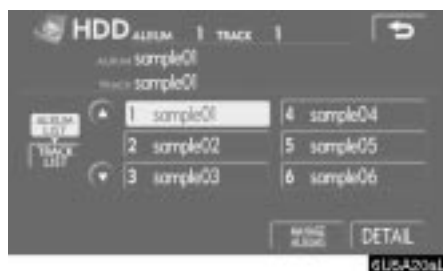 HDD ALBUM 1 TRACK 1
ALBUM sample01
TRACK sample01
ALBUM LIST
TRACK LIST
1 sample01
2 sample02
3 sample03
4 sample04
5 sample05
6 sample06
DETAIL